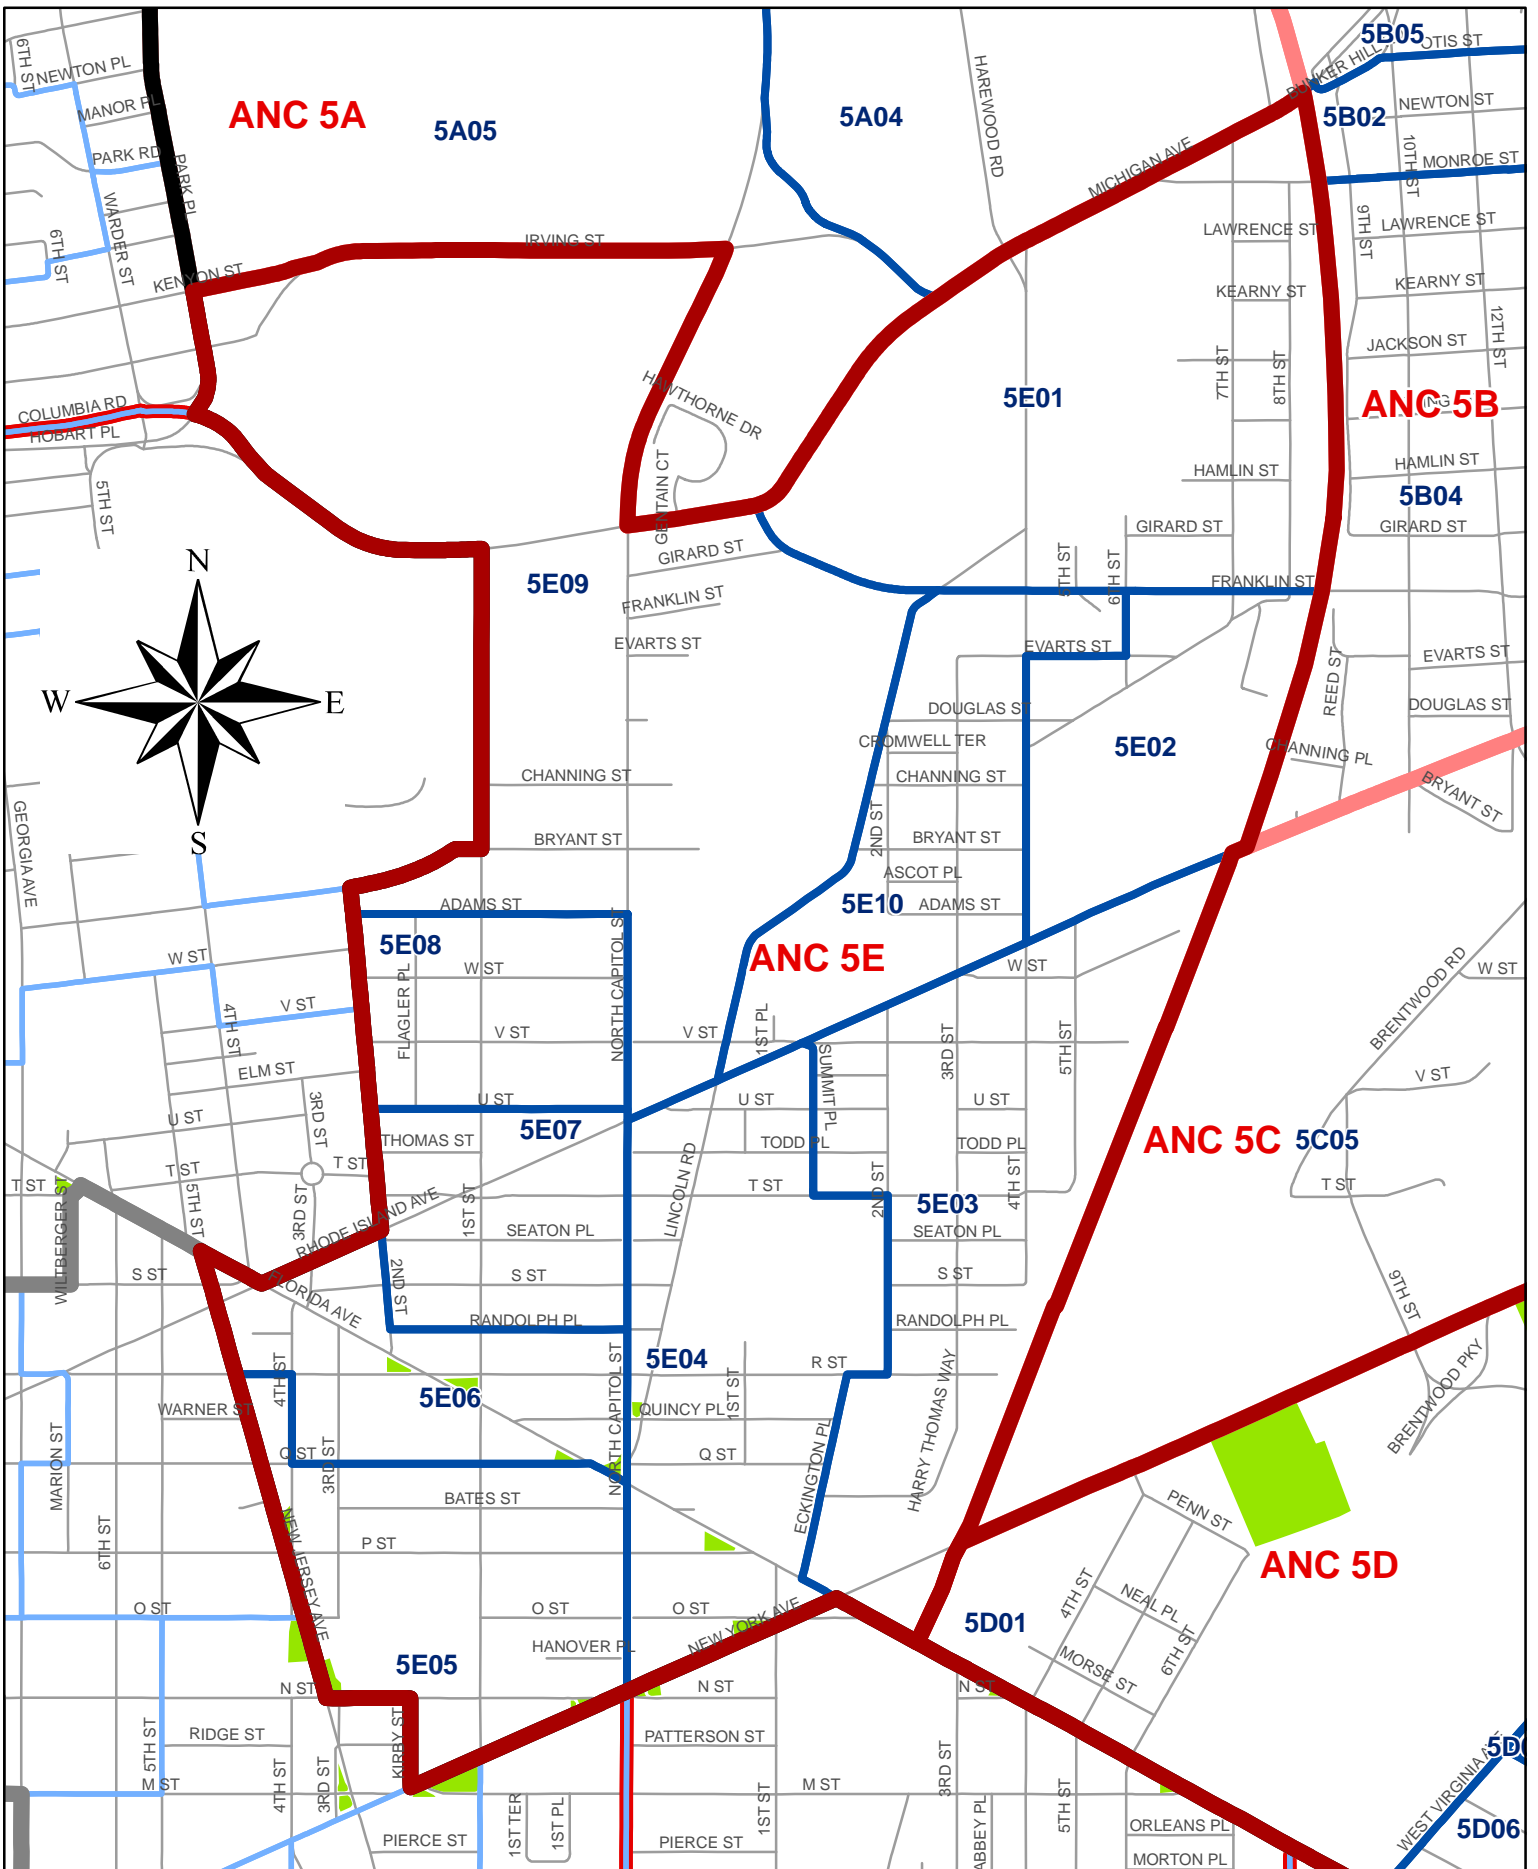 5B05
OTIS ST
BUNKER HILL
6TH ST
NEWTON PL
MANOR PL
PARK RD
PARK PL
WARDER ST
6TH ST
KENYON ST
ANC 5A
5A05
5A04
HAREWOOD RD
MICHIGAN AVE
5B02
NEWTON ST
10TH ST
MONROE ST
9TH ST
LAWRENCE ST
LAWRENCE ST
IRVING ST
KEARNY ST
KEARNY ST
12TH ST
JACKSON ST
7TH ST
8TH ST
COLUMBIA RD
HOBART PL
HAWTHORNE DR
5E01
ANC 5B
HAMLIN ST
HAMLIN ST
5B04
5TH ST
GENTAIN CT
GIRARD ST
GIRARD ST
GIRARD ST
N
5E09
FRANKLIN ST
5TH ST
6TH ST
FRANKLIN ST
EVARTS ST
EVARTS ST
EVARTS ST
REED ST
W
E
DOUGLAS ST
DOUGLAS ST
CROMWELL TER
5E02
CHANNING PL
CHANNING ST
CHANNING ST
BRYANT ST
GEORGIA AVE
S
BRYANT ST
2ND ST
BRYANT ST
ASCOT PL
ADAMS ST
5E10
ADAMS ST
5E08
ANC 5E
W ST
W ST
W ST
W ST
BRENTWOOD RD
FLAGLER PL
NORTH CAPITOL ST
V ST
4TH ST
V ST
V ST
1ST PL
SUMMIT PL
3RD ST
5TH ST
ELM ST
V ST
3RD ST
U ST
U ST
U ST
U ST
5E07
THOMAS ST
TODD PL
TODD PL
ANC 5C
5C05
T ST
T ST
T ST
T ST
T ST
WILTBERGER ST
5TH ST
3RD ST
RHODE ISLAND AVE
1ST ST
LINCOLN RD
2ND ST
5E03
4TH ST
SEATON PL
SEATON PL
S ST
S ST
S ST
FLORIDA AVE
2ND ST
RANDOLPH PL
RANDOLPH PL
9TH ST
5E04
R ST
4TH ST
5E06
NORTH CAPITOL ST
1ST ST
HARRY THOMAS WAY
BRENTWOOD PKY
WARNER ST
QUINCY PL
MARION ST
Q ST
3RD ST
Q ST
ECKINGTON PL
BATES ST
PENN ST
NEW JERSEY AVE
P ST
6TH ST
ANC 5D
4TH ST
NEAL PL
O ST
O ST
O ST
NEW YORK AVE
5D01
HANOVER PL
6TH ST
MORSE ST
5E05
N ST
N ST
N ST
5TH ST
RIDGE ST
KIRBY ST
PATTERSON ST
3RD ST
WEST VIRGINIA AVE
M ST
4TH ST
3RD ST
M ST
1ST TER
1ST PL
1ST ST
5TH ST
ABBEY PL
ORLEANS PL
5D06
PIERCE ST
PIERCE ST
MORTON PL